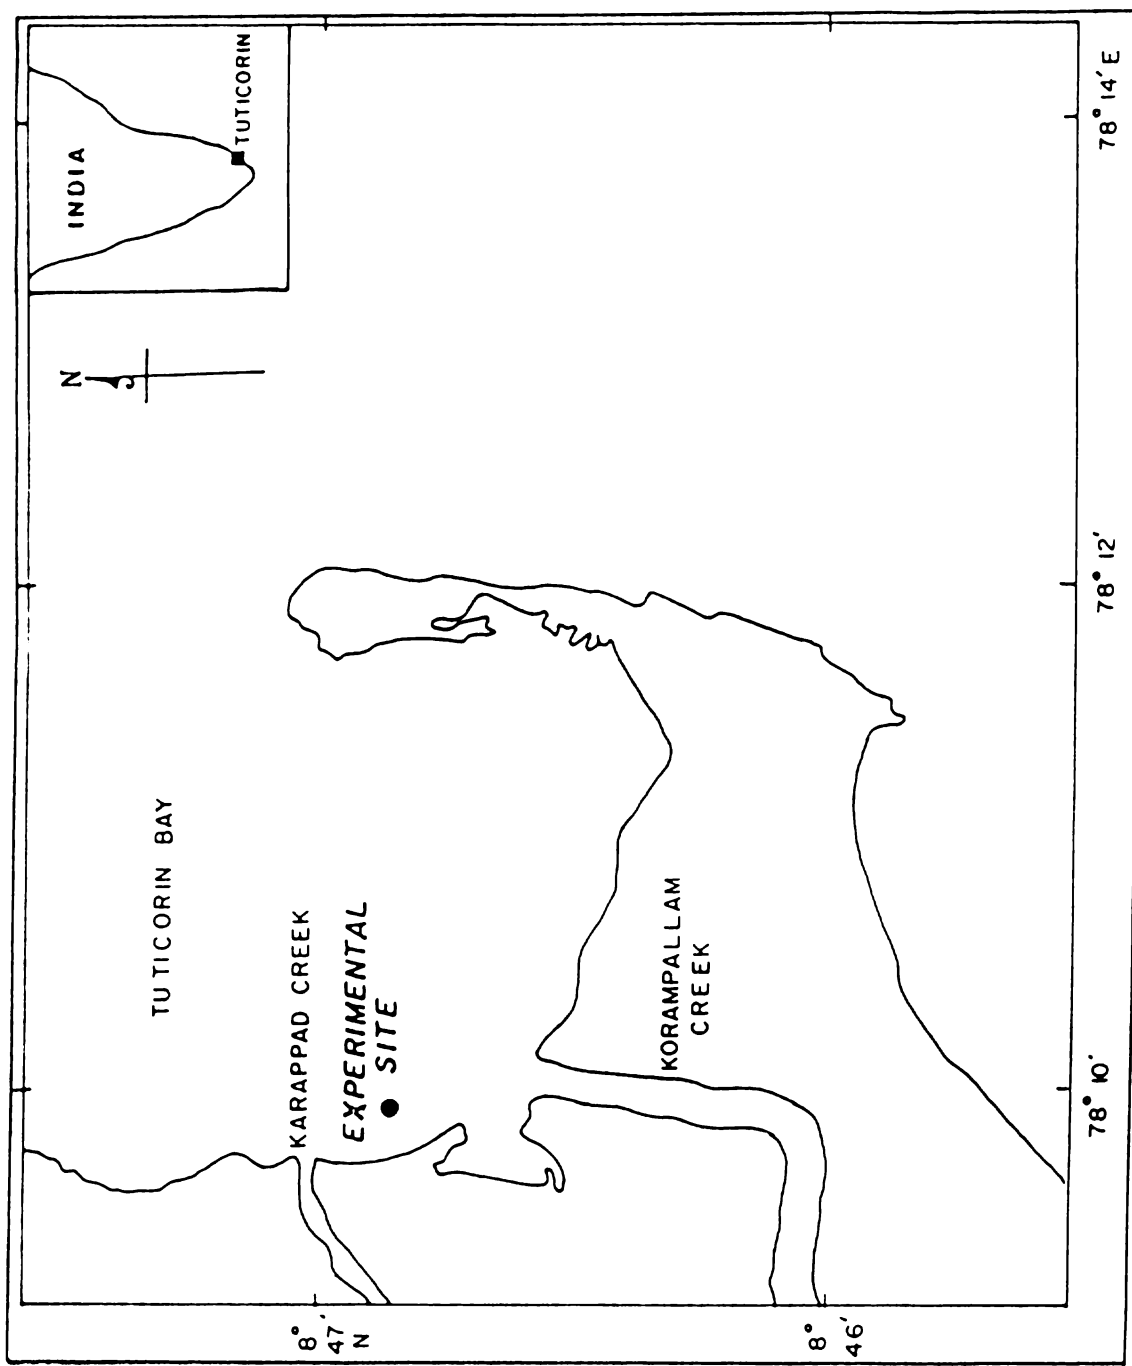 INDIA
TUTICORIN
N
TUTICORIN BAY
KARAPPAD CREEK
EXPERIMENTAL
SITE
KORAMPALLAM
CREEK
8°
47'
N
8°
46'
78° 10'
78° 12'
78° 14' E